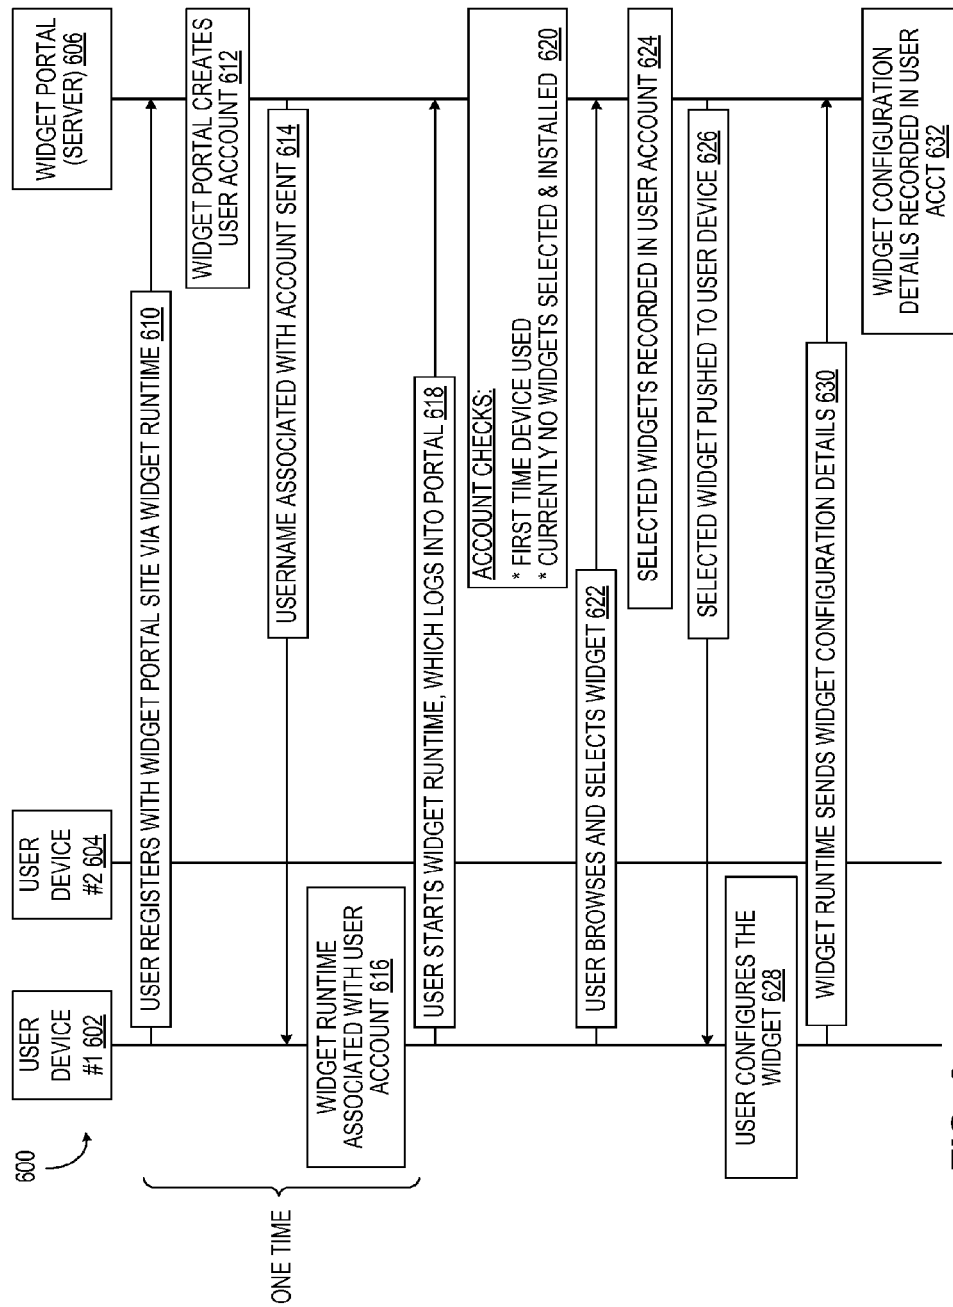 600
USER
DEVICE
#1 602
USER
DEVICE
#2 604
WIDGET PORTAL
(SERVER) 606
ONE TIME
USER REGISTERS WITH WIDGET PORTAL SITE VIA WIDGET RUNTIME 610
WIDGET PORTAL CREATES
USER ACCOUNT 612
USERNAME ASSOCIATED WITH ACCOUNT SENT 614
WIDGET RUNTIME
ASSOCIATED WITH USER
ACCOUNT 616
USER STARTS WIDGET RUNTIME, WHICH LOGS INTO PORTAL 618
ACCOUNT CHECKS:
* FIRST TIME DEVICE USED
* CURRENTLY NO WIDGETS SELECTED & INSTALLED 620
USER BROWSES AND SELECTS WIDGET 622
SELECTED WIDGETS RECORDED IN USER ACCOUNT 624
SELECTED WIDGET PUSHED TO USER DEVICE 626
USER CONFIGURES THE
WIDGET 628
WIDGET RUNTIME SENDS WIDGET CONFIGURATION DETAILS 630
WIDGET CONFIGURATION
DETAILS RECORDED IN USER
ACCT 632